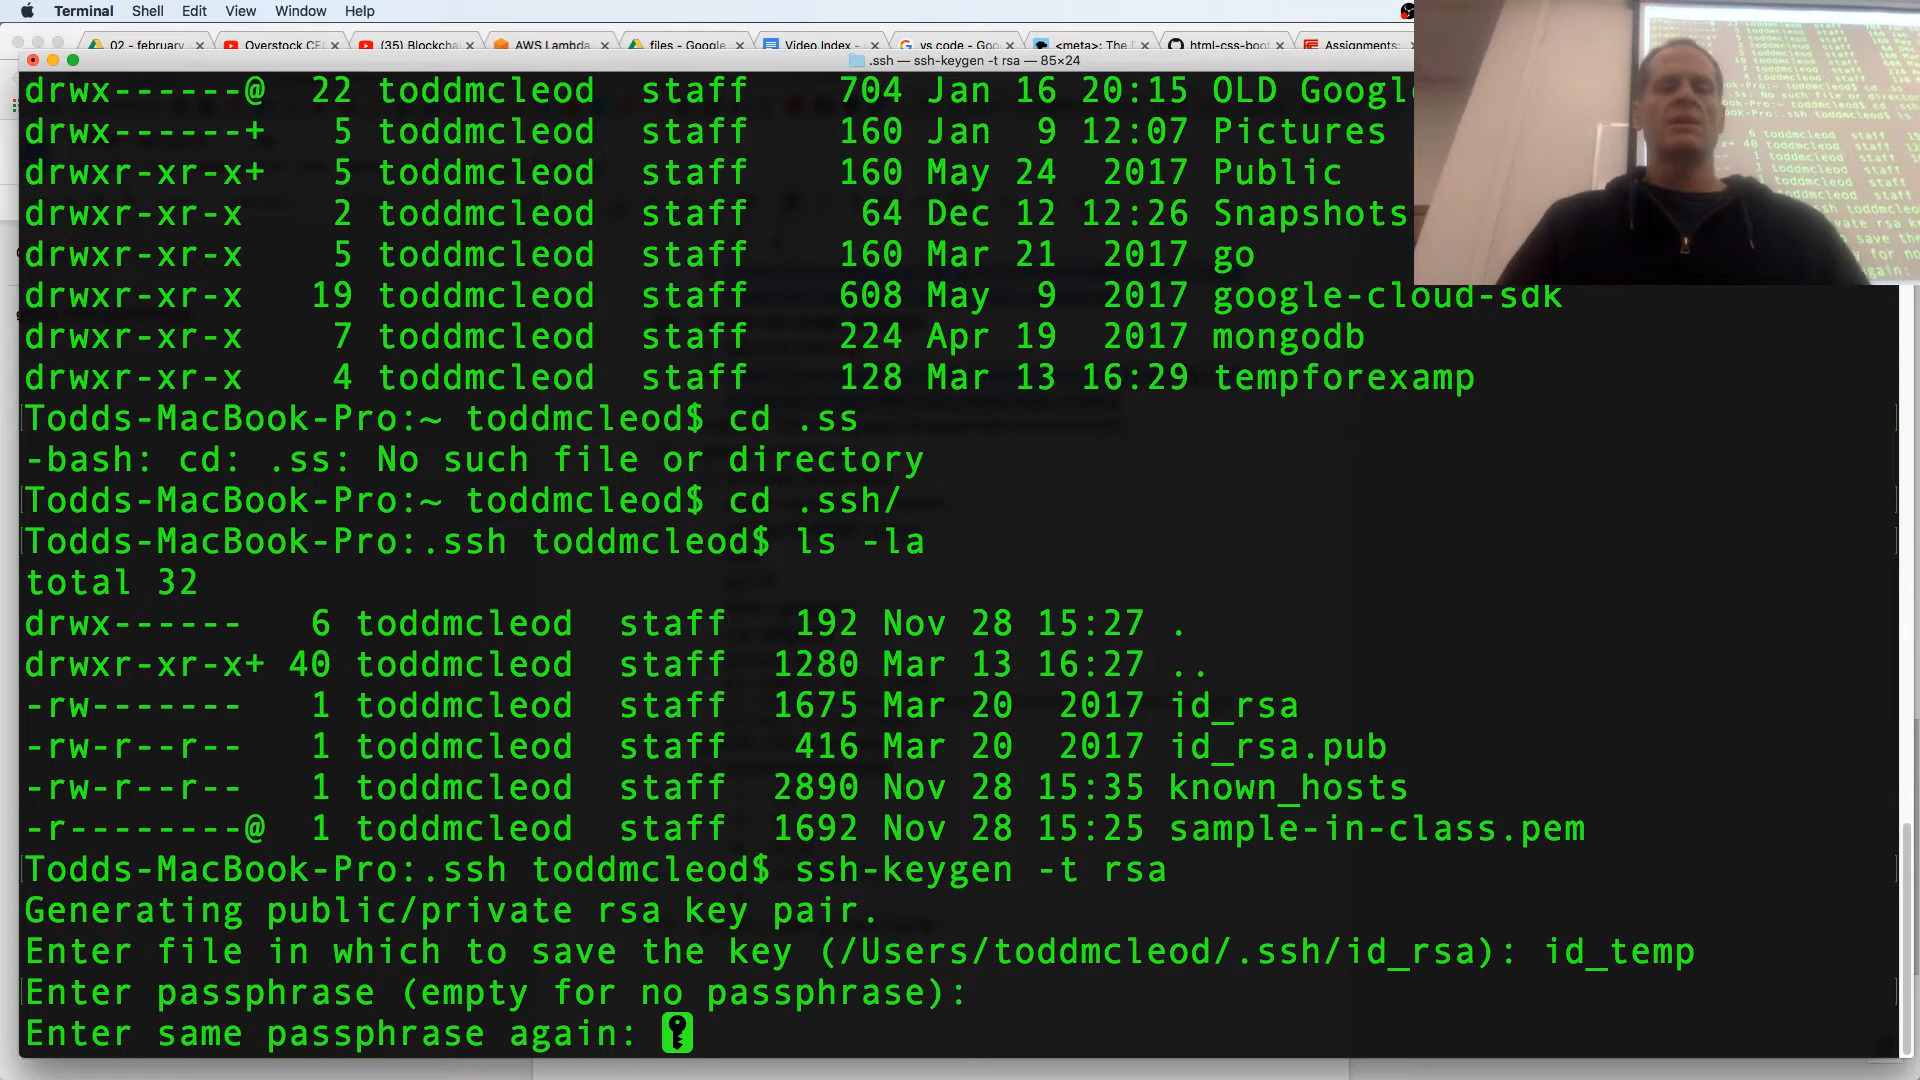 Terminal Shell Edit View Window Help
02 - february Overstock CE (35) Blockcha AWS Lambda files - Google Video Index - vs code - Goo <meta>: The D html-css-boo Assignments:
.ssh — ssh-keygen -t rsa — 85×24
drwx------@ 22 toddmcleod staff 704 Jan 16 20:15 OLD Googl
drwx------+ 5 toddmcleod staff 160 Jan 9 12:07 Pictures
drwxr-xr-x+ 5 toddmcleod staff 160 May 24 2017 Public
drwxr-xr-x 2 toddmcleod staff 64 Dec 12 12:26 Snapshots
drwxr-xr-x 5 toddmcleod staff 160 Mar 21 2017 go
drwxr-xr-x 19 toddmcleod staff 608 May 9 2017 google-cloud-sdk
drwxr-xr-x 7 toddmcleod staff 224 Apr 19 2017 mongodb
drwxr-xr-x 4 toddmcleod staff 128 Mar 13 16:29 tempforexamp
Todds-MacBook-Pro:~ toddmcleod$ cd .ss
-bash: cd: .ss: No such file or directory
Todds-MacBook-Pro:~ toddmcleod$ cd .ssh/
Todds-MacBook-Pro:.ssh toddmcleod$ ls -la
total 32
drwx------ 6 toddmcleod staff 192 Nov 28 15:27 .
drwxr-xr-x+ 40 toddmcleod staff 1280 Mar 13 16:27 ..
-rw------- 1 toddmcleod staff 1675 Mar 20 2017 id_rsa
-rw-r--r-- 1 toddmcleod staff 416 Mar 20 2017 id_rsa.pub
-rw-r--r-- 1 toddmcleod staff 2890 Nov 28 15:35 known_hosts
-r--------@ 1 toddmcleod staff 1692 Nov 28 15:25 sample-in-class.pem
Todds-MacBook-Pro:.ssh toddmcleod$ ssh-keygen -t rsa
Generating public/private rsa key pair.
Enter file in which to save the key (/Users/toddmcleod/.ssh/id_rsa): id_temp
Enter passphrase (empty for no passphrase):
Enter same passphrase again: